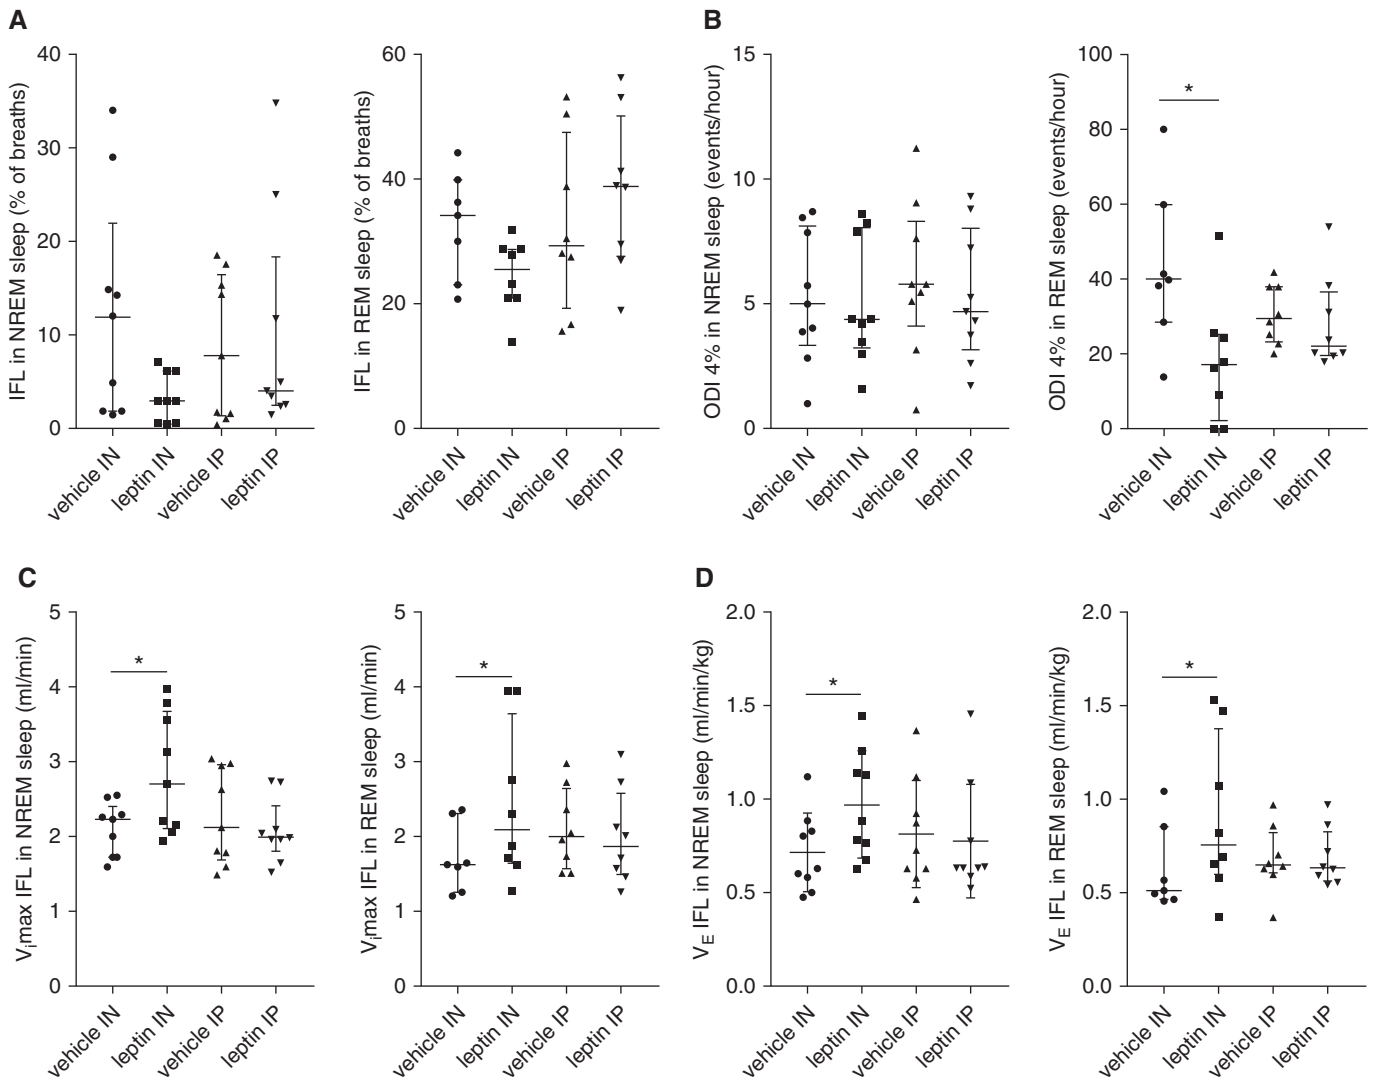 A
B
IFL in NREM sleep (% of breaths)
40
30
20
10
0
vehicle IN
leptin IN
vehicle IP
leptin IP
IFL in REM sleep (% of breaths)
60
40
20
0
vehicle IN
leptin IN
vehicle IP
leptin IP
ODI 4% in NREM sleep (events/hour)
15
10
5
0
vehicle IN
leptin IN
vehicle IP
leptin IP
ODI 4% in REM sleep (events/hour)
100
80
60
40
20
0
*
vehicle IN
leptin IN
vehicle IP
leptin IP
C
D
Vimax IFL in NREM sleep (ml/min)
5
4
3
2
1
0
*
vehicle IN
leptin IN
vehicle IP
leptin IP
Vimax IFL in REM sleep (ml/min)
5
4
3
2
1
0
*
vehicle IN
leptin IN
vehicle IP
leptin IP
VE IFL in NREM sleep (ml/min/kg)
2.0
1.5
1.0
0.5
0.0
*
vehicle IN
leptin IN
vehicle IP
leptin IP
VE IFL in REM sleep (ml/min/kg)
2.0
1.5
1.0
0.5
0.0
*
vehicle IN
leptin IN
vehicle IP
leptin IP